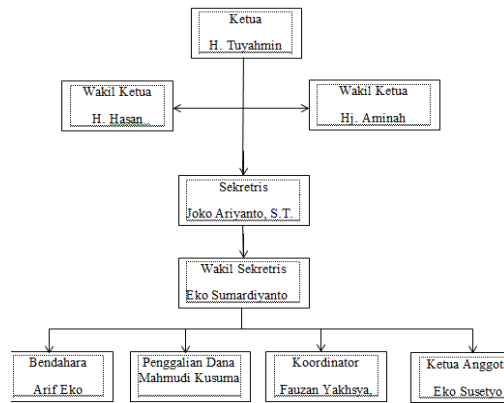 Ketua
H. Tuyahmin
Wakil Ketua
H. Hasan
Wakil Ketua
Hj. Aminah
Sekretris
Joko Ariyanto, S.T.
Wakil Sekretris
Eko Sumardiyanto
Bendahara
Arif Eko
Penggalian Dana
Mahmudi Kusuma
Koordinator
Fauzan Yakhsya,
Ketua Anggot
Eko Susetyo